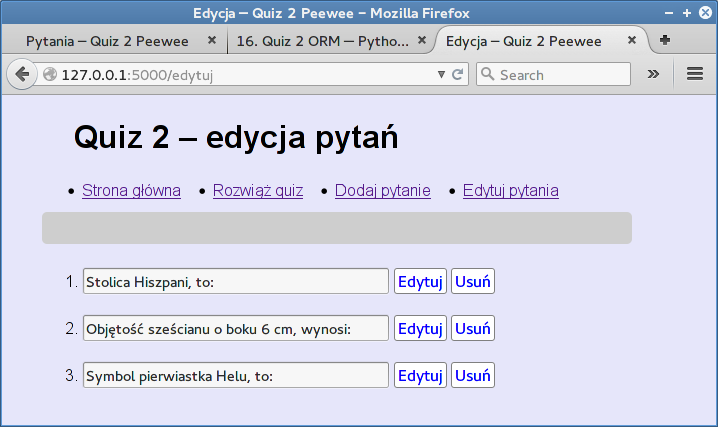 Edycja — Quiz 2 Peewee – Mozilla Firefox
Pytania — Quiz 2 Peewee
16. Quiz 2 ORM — Pytho...
Edycja — Quiz 2 Peewee
127.0.0.1:5000/edytuj
Search
Quiz 2 – edycja pytań
• Strona główna • Rozwiąż quiz • Dodaj pytanie • Edytuj pytania
1. Stolica Hiszpani, to: Edytuj Usuń
2. Objętość sześcianu o boku 6 cm, wynosi: Edytuj Usuń
3. Symbol pierwiastka Helu, to: Edytuj Usuń